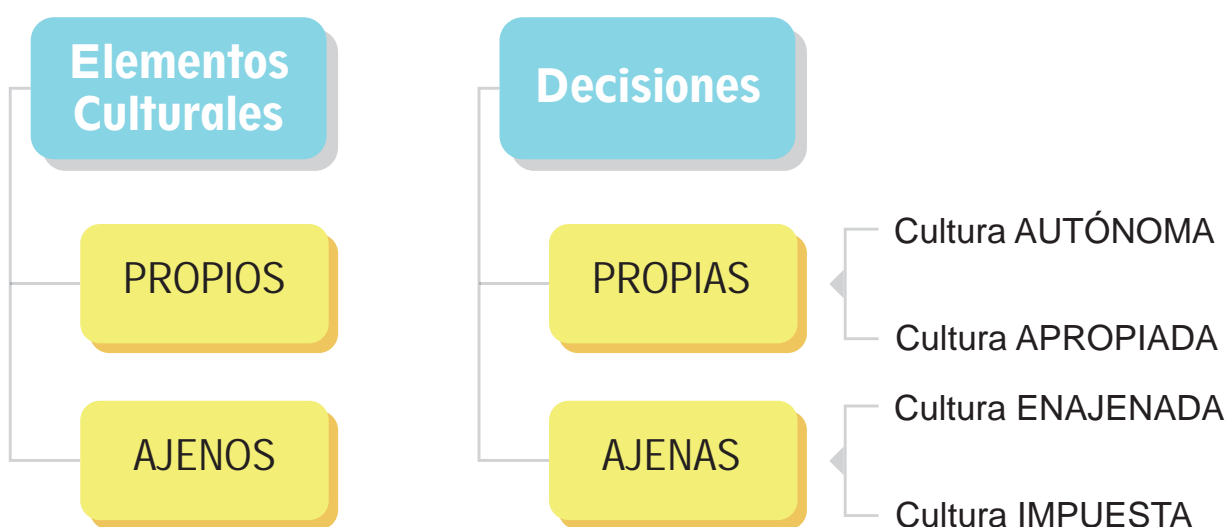 Elementos
Culturales
Decisiones
PROPIOS
PROPIAS
Cultura AUTÓNOMA
Cultura APROPIADA
AJENOS
AJENAS
Cultura ENAJENADA
Cultura IMPUESTA